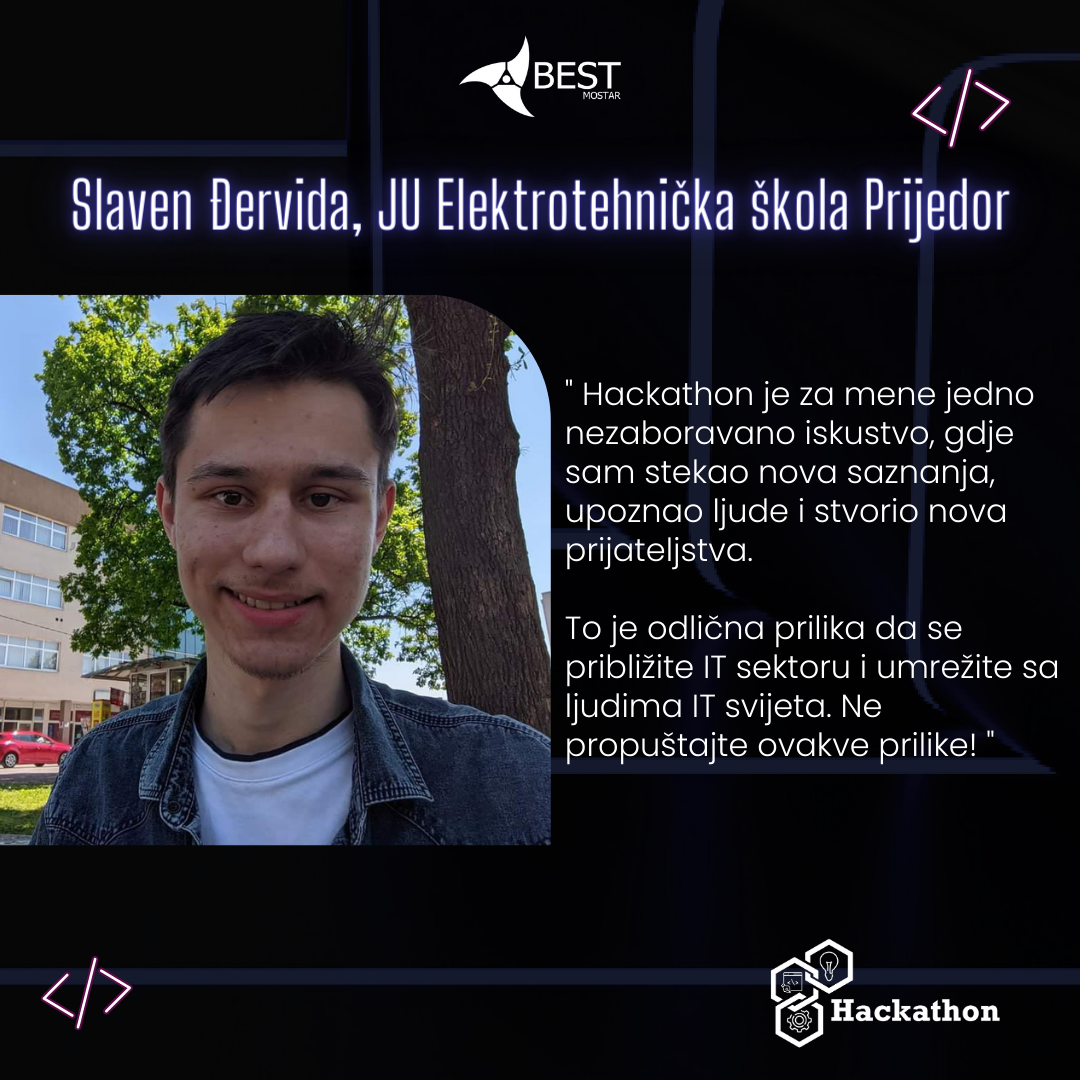 BEST
MOSTAR
</>
Slaven Đervida, JU Elektrotehnička škola Prijedor
" Hackathon je za mene jedno
nezaboravano iskustvo, gdje
sam stekao nova saznanja,
upoznao ljude i stvorio nova
prijateljstva.
To je odlična prilika da se
približite IT sektoru i umrežite sa
ljudima IT svijeta. Ne
propuštajte ovakve prilike! "
</>
Hackathon